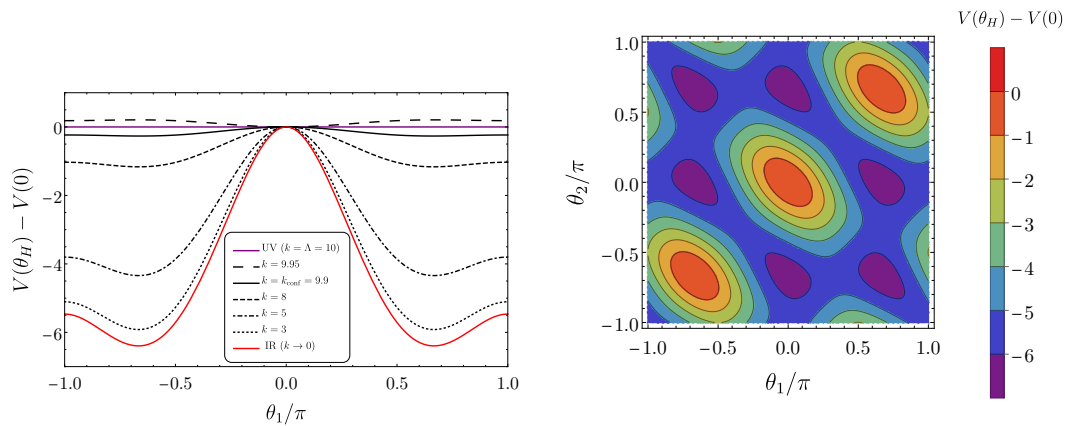 V(θ_H) − V(0)
0
−2
−4
−6
UV (k = Λ = 10)
k = 9.95
k = k_conf = 9.9
k = 8
k = 5
k = 3
IR (k → 0)
−1.0 −0.5 0.0 0.5 1.0
θ₁/π
θ₂/π
1.0
0.5
0.0
−0.5
−1.0
−1.0 −0.5 0.0 0.5 1.0
θ₁/π
V(θ_H) − V(0)
0
−1
−2
−3
−4
−5
−6